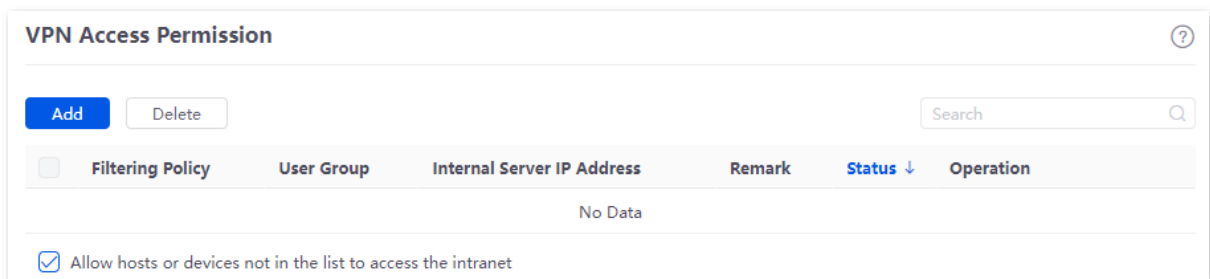 VPN Access Permission
Add Delete Search
Filtering Policy User Group Internal Server IP Address Remark Status ↓ Operation
No Data
Allow hosts or devices not in the list to access the intranet